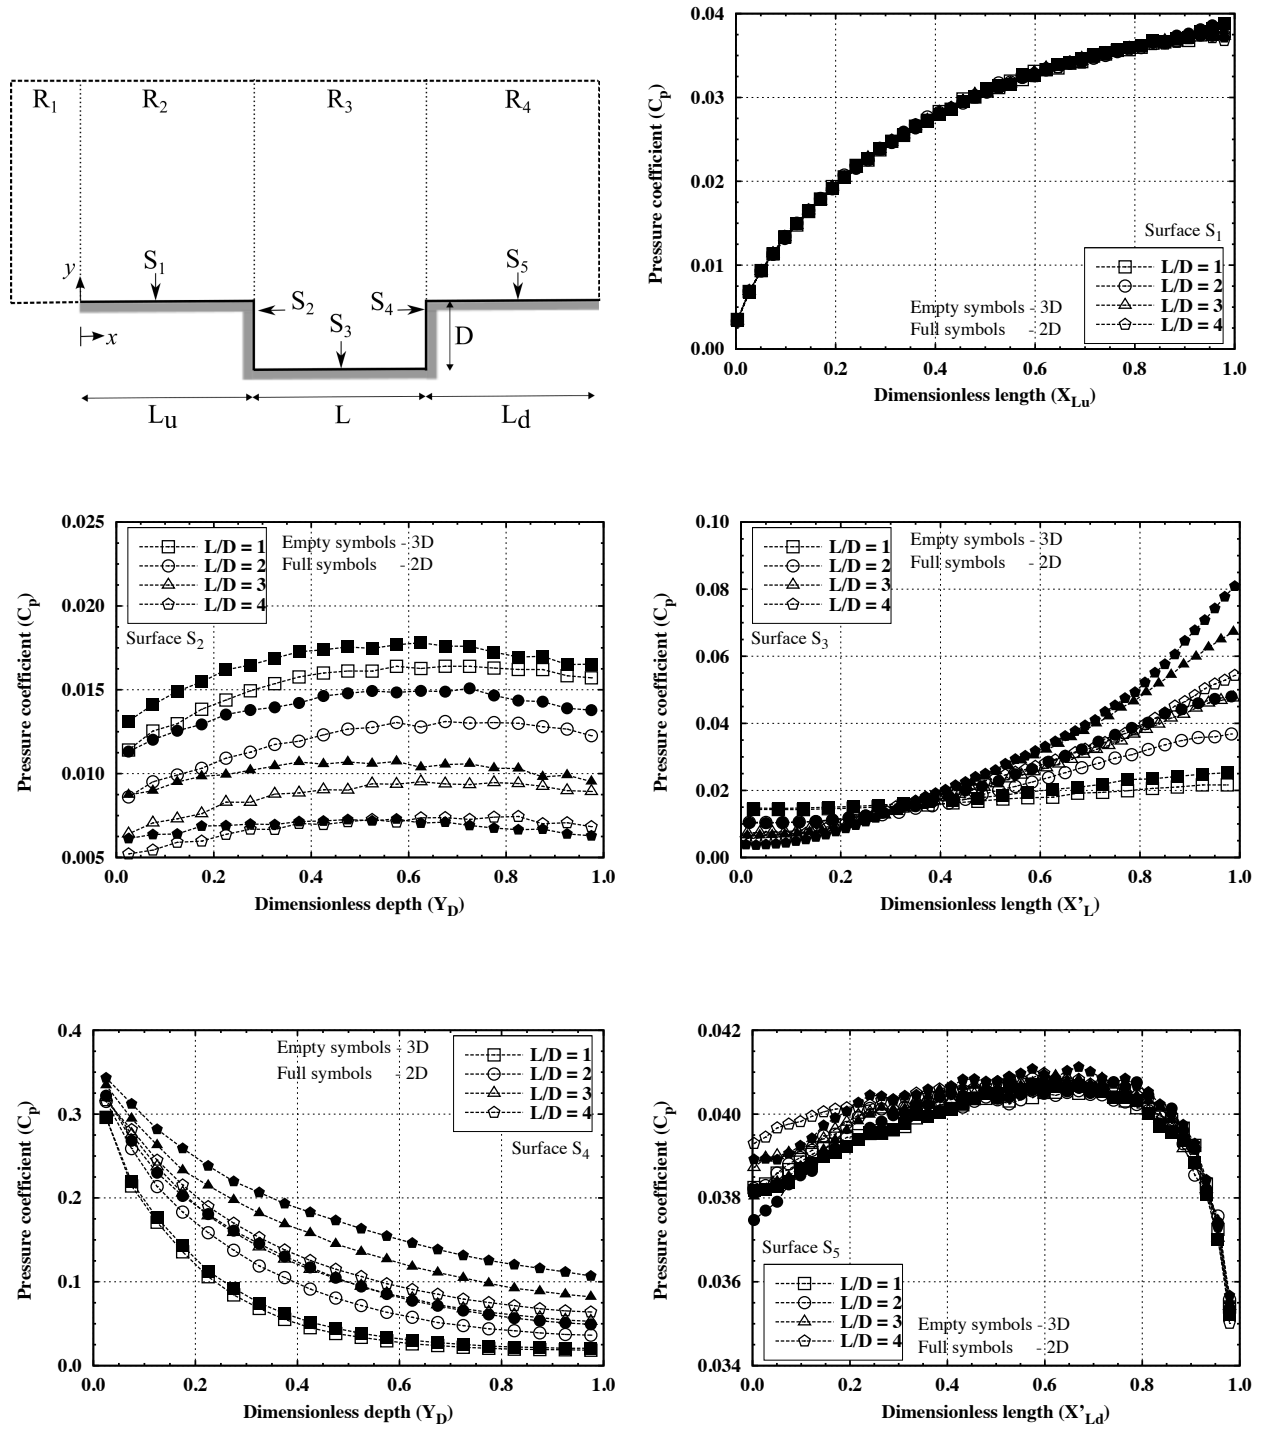 R1 R2 R3 R4
y S1 S2 S3 S4 S5
D
x
Lu L Ld
0.04
0.03
0.02
0.01
0.00
Pressure coefficient (Cp)
Surface S1
L/D = 1
L/D = 2
L/D = 3
L/D = 4
Empty symbols - 3D
Full symbols - 2D
0.0 0.2 0.4 0.6 0.8 1.0
Dimensionless length (XLu)
0.025
0.020
0.015
0.010
0.005
Pressure coefficient (Cp)
L/D = 1
L/D = 2
L/D = 3
L/D = 4
Empty symbols - 3D
Full symbols - 2D
Surface S2
0.0 0.2 0.4 0.6 0.8 1.0
Dimensionless depth (YD)
0.10
0.08
0.06
0.04
0.02
0.00
Pressure coefficient (Cp)
L/D = 1
L/D = 2
L/D = 3
L/D = 4
Empty symbols - 3D
Full symbols - 2D
Surface S3
0.0 0.2 0.4 0.6 0.8 1.0
Dimensionless length (X’L)
0.4
0.3
0.2
0.1
0.0
Pressure coefficient (Cp)
Empty symbols - 3D
Full symbols - 2D
L/D = 1
L/D = 2
L/D = 3
L/D = 4
Surface S4
0.0 0.2 0.4 0.6 0.8 1.0
Dimensionless depth (YD)
0.042
0.040
0.038
0.036
0.034
Pressure coefficient (Cp)
Surface S5
L/D = 1
L/D = 2
L/D = 3
L/D = 4
Empty symbols - 3D
Full symbols - 2D
0.0 0.2 0.4 0.6 0.8 1.0
Dimensionless length (X’Ld)